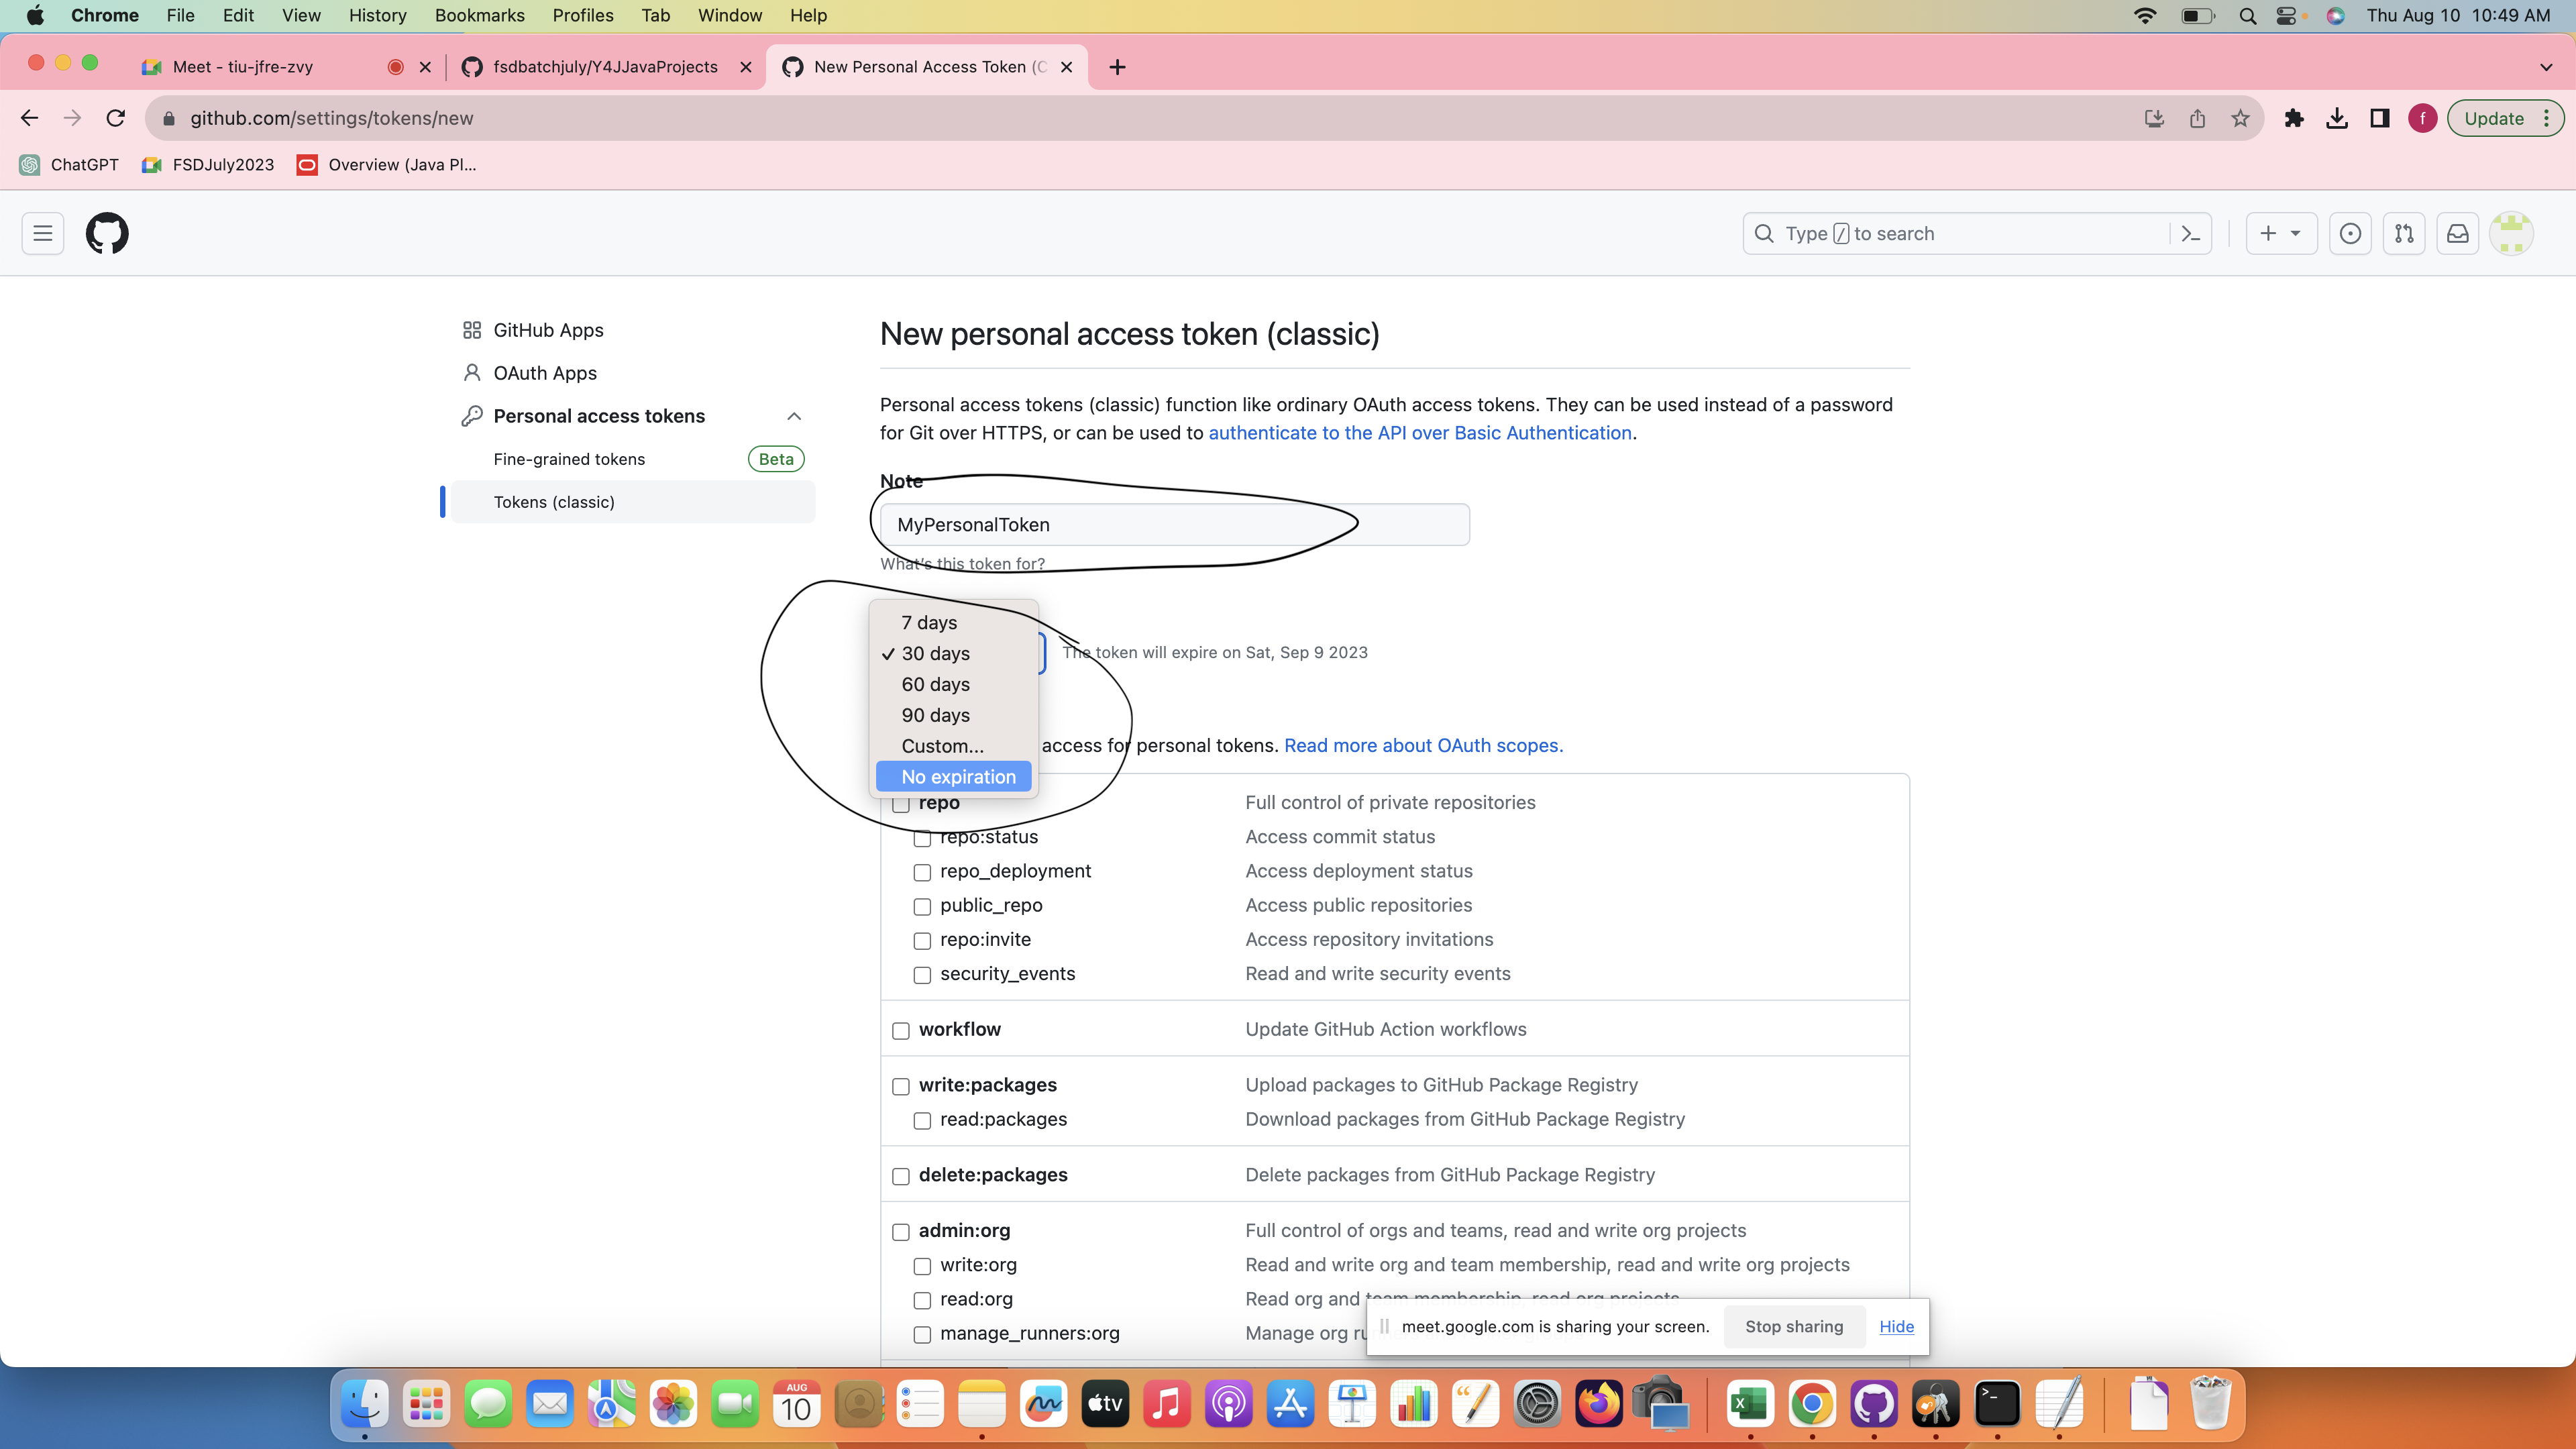 Chrome File Edit View History Bookmarks Profiles Tab Window Help Thu Aug 10 10:49 AM
Meet - tiu-jfre-zvy fsdbatchjuly/Y4JJavaProjects New Personal Access Token (C
github.com/settings/tokens/new f Update
ChatGPT FSDJuly2023 Overview (Java Pl...
Type / to search
GitHub Apps
OAuth Apps
Personal access tokens
Fine-grained tokens Beta
Tokens (classic)
New personal access token (classic)
Personal access tokens (classic) function like ordinary OAuth access tokens. They can be used instead of a password
for Git over HTTPS, or can be used to authenticate to the API over Basic Authentication.
Note
MyPersonalToken
What's this token for?
7 days
✓ 30 days
60 days
90 days
Custom...
No expiration
The token will expire on Sat, Sep 9 2023
access for personal tokens. Read more about OAuth scopes.
repo Full control of private repositories
repo:status Access commit status
repo_deployment Access deployment status
public_repo Access public repositories
repo:invite Access repository invitations
security_events Read and write security events
workflow Update GitHub Action workflows
write:packages Upload packages to GitHub Package Registry
read:packages Download packages from GitHub Package Registry
delete:packages Delete packages from GitHub Package Registry
admin:org Full control of orgs and teams, read and write org projects
write:org Read and write org and team membership, read and write org projects
read:org Read org and team membership, read org projects
manage_runners:org Manage org
meet.google.com is sharing your screen. Stop sharing Hide
AUG
10
tv